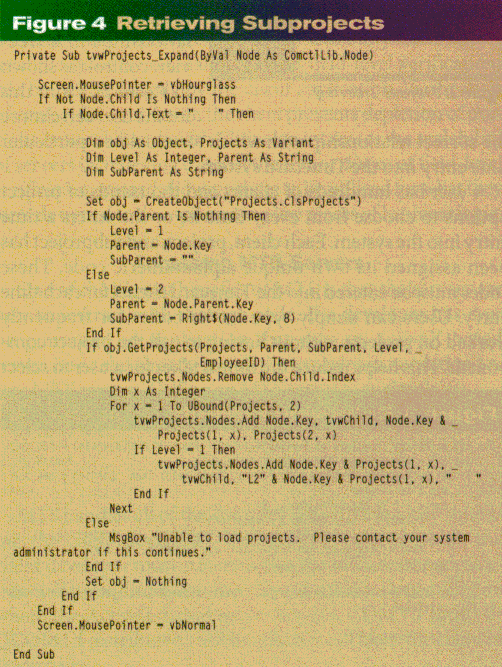 Figure 4 Retrieving Subprojects
Private Sub tvwProjects_Expand(ByVal Node As ComctlLib.Node)
Screen.MousePointer = vbHourglass
If Not Node.Child Is Nothing Then
If Node.Child.Text = "    " Then
Dim obj As Object, Projects As Variant
Dim Level As Integer, Parent As String
Dim SubParent As String
Set obj = CreateObject("Projects.clsProjects")
If Node.Parent Is Nothing Then
Level = 1
Parent = Node.Key
SubParent = ""
Else
Level = 2
Parent = Node.Parent.Key
SubParent = Right$(Node.Key, 8)
End If
If obj.GetProjects(Projects, Parent, SubParent, Level, _
EmployeeID) Then
tvwProjects.Nodes.Remove Node.Child.Index
Dim x As Integer
For x = 1 To UBound(Projects, 2)
tvwProjects.Nodes.Add Node.Key, tvwChild, Node.Key & _
Projects(1, x), Projects(2, x)
If Level = 1 Then
tvwProjects.Nodes.Add Node.Key & Projects(1, x), _
tvwChild, "L2" & Node.Key & Projects(1, x), "    "
End If
Next
Else
MsgBox "Unable to load projects.  Please contact your system
administrator if this continues."
End If
Set obj = Nothing
End If
End If
Screen.MousePointer = vbNormal
End Sub